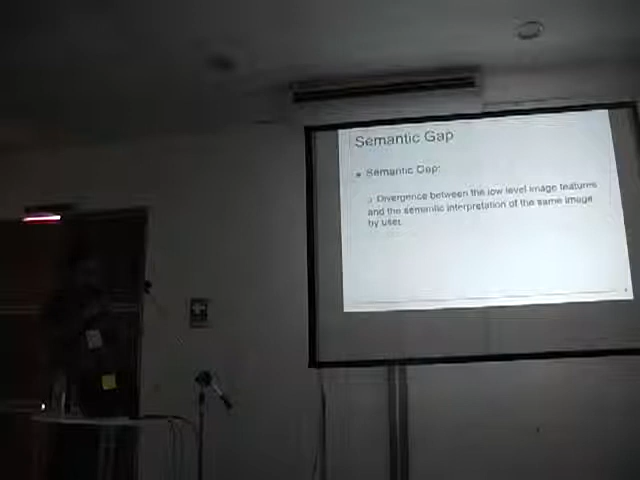 Semantic Gap
Semantic Gap:
Divergence between the low level image features
and the semantic interpretation of the same image
by user.